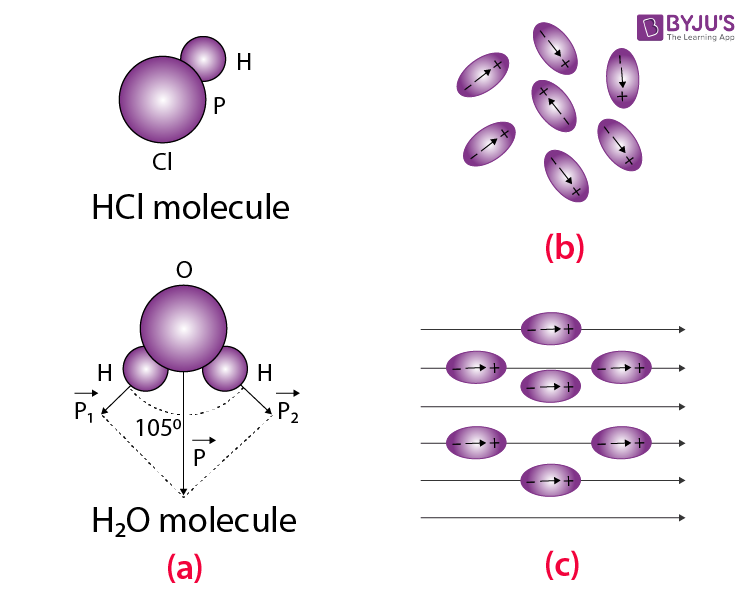 BYJU'S
The Learning App
H
P
Cl
HCl molecule
O
H H
P₁ P₂
105⁰
P
H₂O molecule
(a)
- +
- +
- +
- +
- +
- +
- +
(b)
- +
- + - +
- +
- + - +
- +
(c)